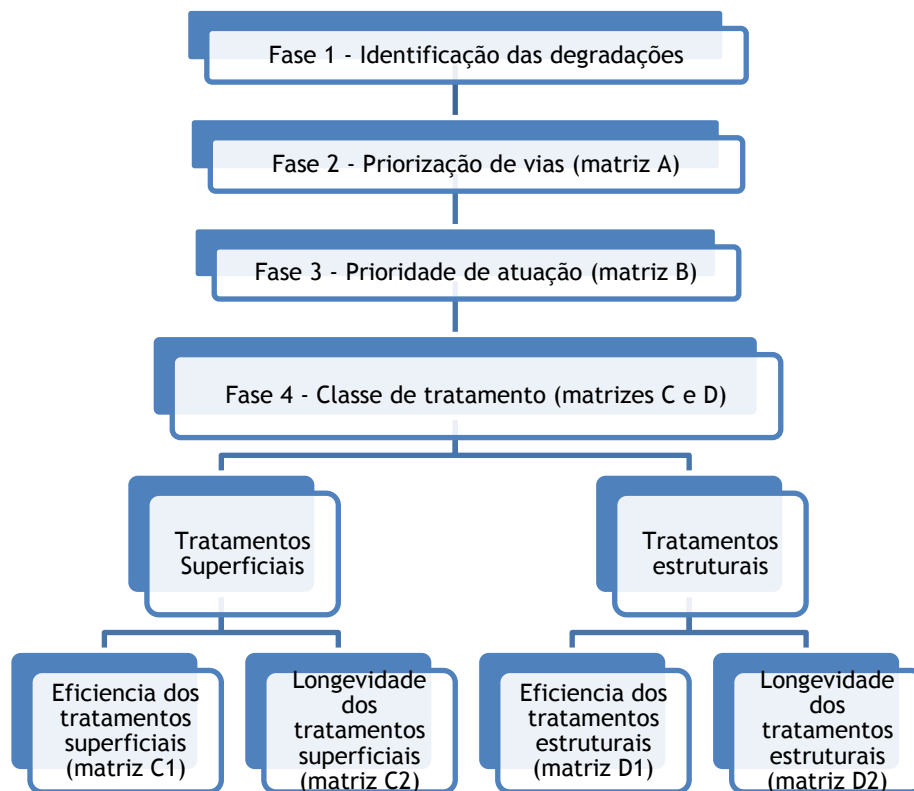 Fase 1 - Identificação das degradações
Fase 2 - Priorização de vias (matriz A)
Fase 3 - Prioridade de atuação (matriz B)
Fase 4 - Classe de tratamento (matrizes C e D)
Tratamentos
Superficiais
Tratamentos
estruturais
Eficiencia dos
tratamentos
superficiais
(matriz C1)
Longevidade
dos
tratamentos
superficiais
(matriz C2)
Eficiencia dos
tratamentos
estruturais
(matriz D1)
Longevidade
dos
tratamentos
estruturais
(matriz D2)